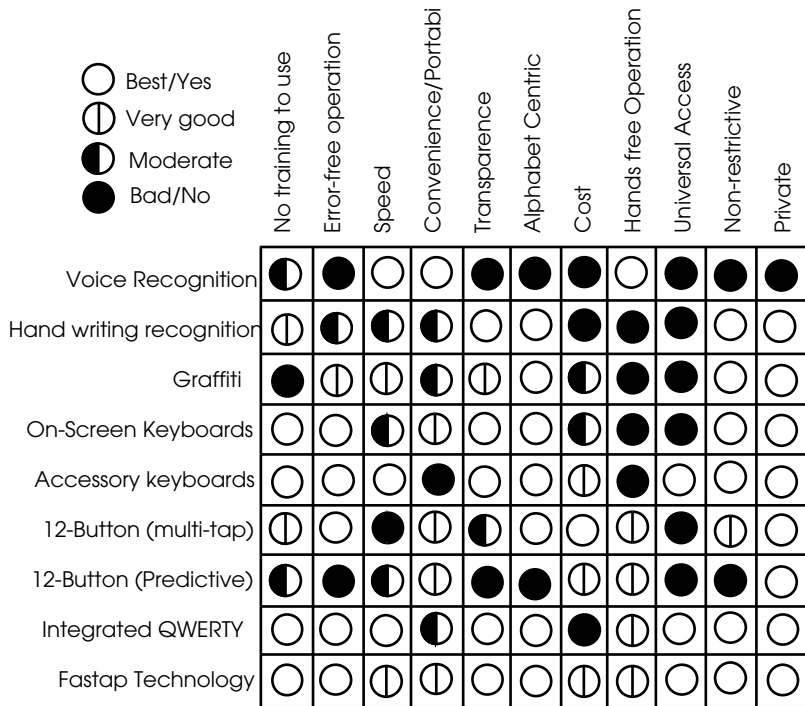 Best/Yes
Very good
Moderate
Bad/No
No training to use
Error-free operation
Speed
Convenience/Portabi
Transparence
Alphabet Centric
Cost
Hands free Operation
Universal Access
Non-restrictive
Private
Voice Recognition
Hand writing recognition
Graffiti
On-Screen Keyboards
Accessory keyboards
12-Button (multi-tap)
12-Button (Predictive)
Integrated QWERTY
Fastap Technology